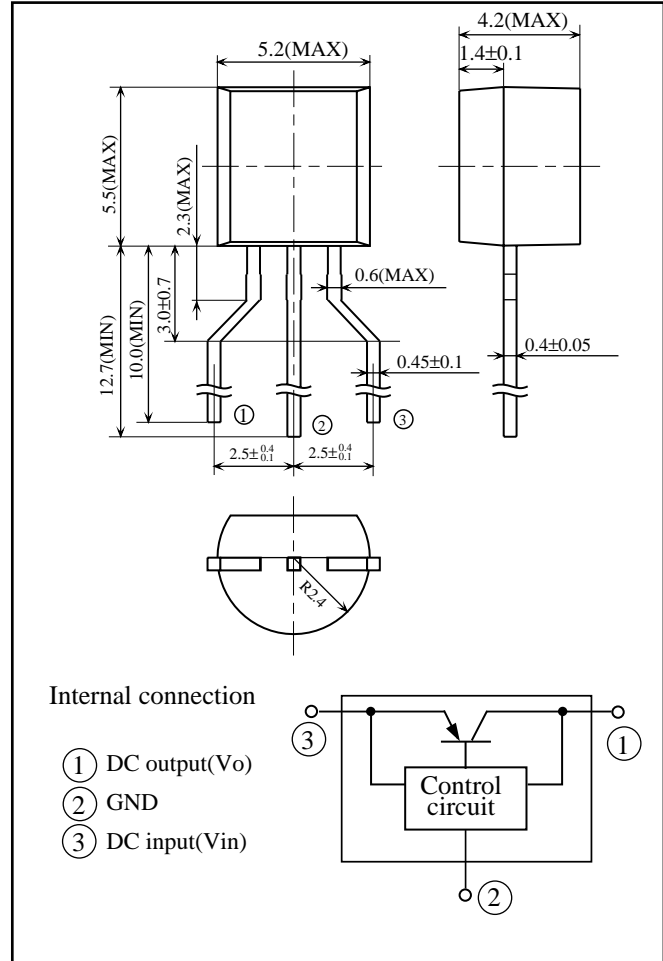 4.2(MAX)
5.2(MAX)
1.4±0.1
5.5(MAX)
2.3(MAX)
0.6(MAX)
3.0±0.7
10.0(MIN)
12.7(MIN)
0.4±0.05
0.45±0.1
①
②
③
2.5±0.4 0.1
2.5±0.4 0.1
R2.4
Internal connection
③
①
① DC output(Vo)
② GND
③ DC input(Vin)
Control
circuit
②